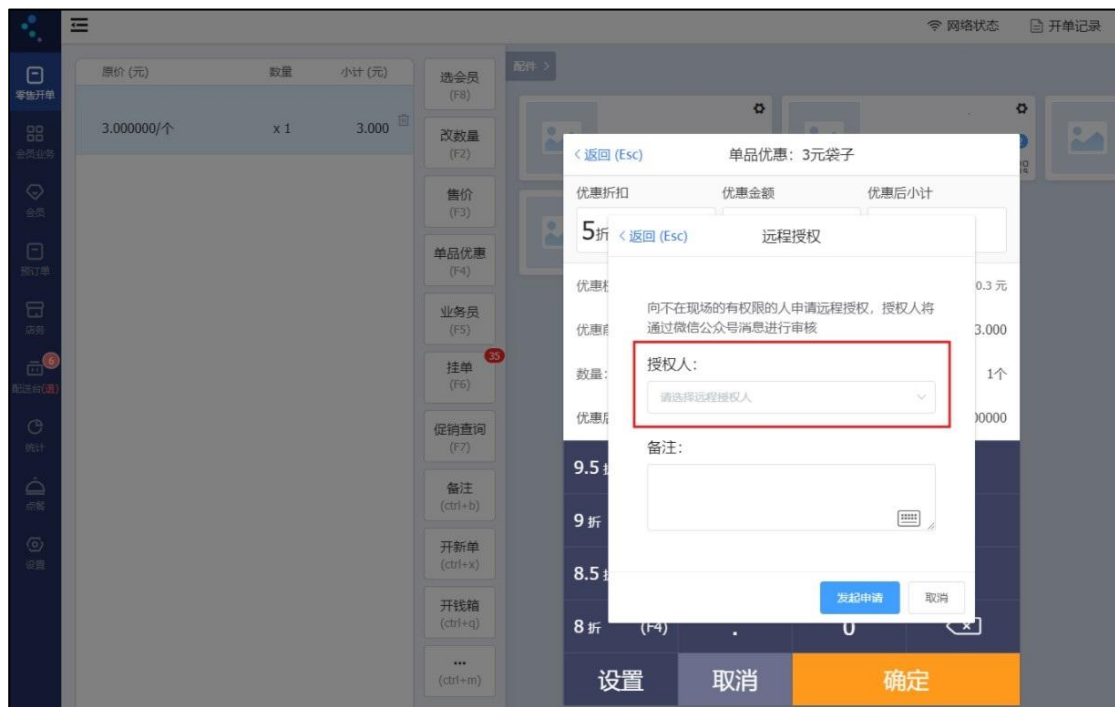 网络状态
开单记录
零售开单
会员业务
会员
预订单
店务
6
配送台(退)
统计
点餐
设置
原价 (元) 数量 小计 (元)
3.000000/个 x 1 3.000
选会员
(F8)
改数量
(F2)
售价
(F3)
单品优惠
(F4)
业务员
(F5)
35
挂单
(F6)
促销查询
(F7)
备注
(ctrl+b)
开新单
(ctrl+x)
开钱箱
(ctrl+q)
•••
(ctrl+m)
配件 >
<返回 (Esc) 单品优惠：3元袋子
优惠折扣 优惠金额 优惠后小计
5折
0.3 元
3.000
数量: 1个
9.5
9 折
8.5
8 折 (F4) . 0
设置 取消 确定
<返回 (Esc) 远程授权
向不在现场的有权限的人申请远程授权，授权人将
通过微信公众号消息进行审核
授权人：
请选择远程授权人
备注：
发起申请 取消